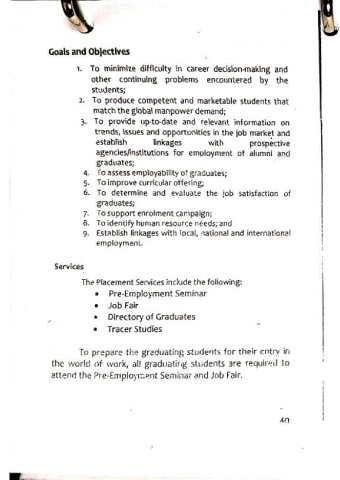 Goals and Objectives
1. To minimize difficulty in career decision-making and
other continuing problems encountered by the
students;
2. To produce competent and marketable students that
match the global manpower demand;
3. To provide up-to-date and relevant information on
trends, issues and opportunities in the job market and
establish linkages with prospective
agencies/institutions for employment of alumni and
graduates;
4. To assess employability of graduates;
5. To improve curricular offering;
6. To determine and evaluate the job satisfaction of
graduates;
7. To support enrolment campaign;
8. To identify human resource needs; and
9. Establish linkages with local, national and international
employment.
Services
The Placement Services include the following:
• Pre-Employment Seminar
• Job Fair
• Directory of Graduates
• Tracer Studies
To prepare the graduating students for their entry in
the world of work, all graduating students are required to
attend the Pre-Employment Seminar and Job Fair.